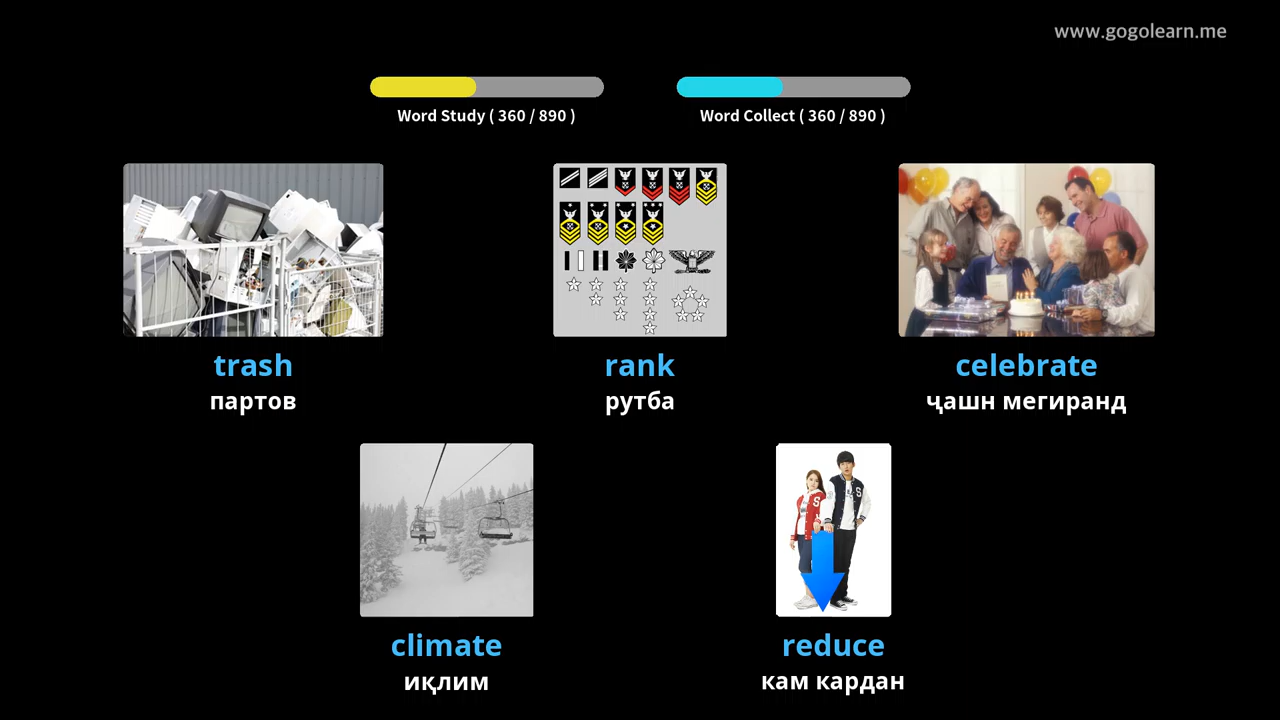 www.gogolearn.me
Word Study ( 360 / 890 )
Word Collect ( 360 / 890 )
trash
партов
rank
рутба
celebrate
ҷашн мегиранд
climate
иқлим
reduce
кам кардан